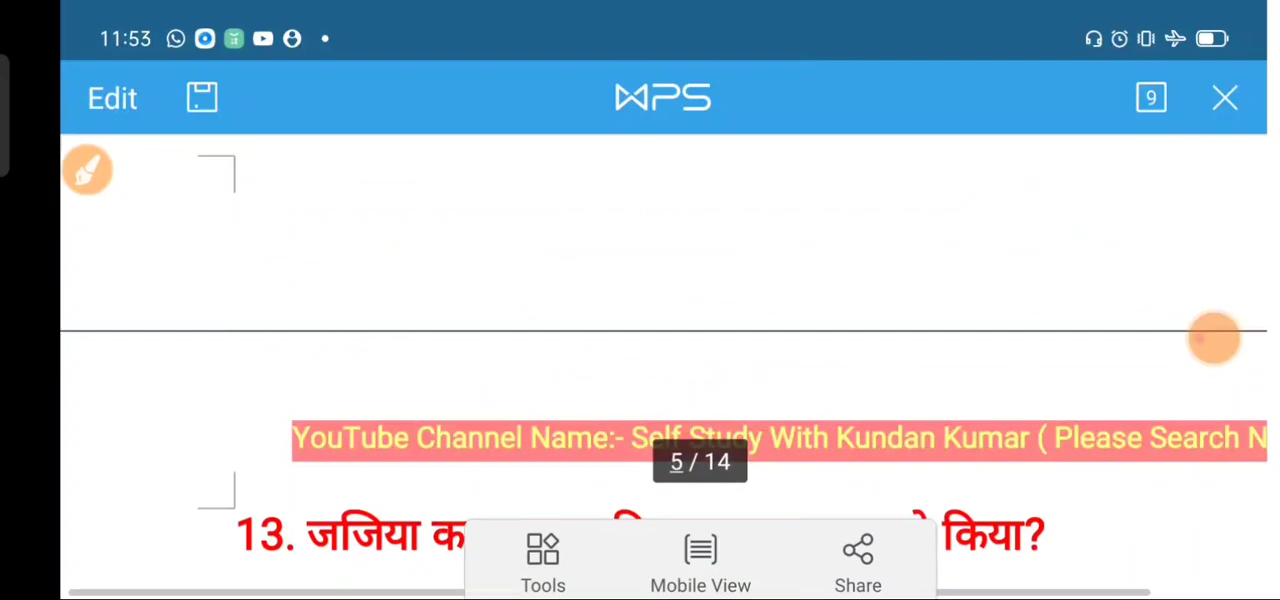 11:53
Edit WPS 9
YouTube Channel Name:- Self Study With Kundan Kumar ( Please Search N
5 / 14
13. जजिया क किया?
Tools Mobile View Share